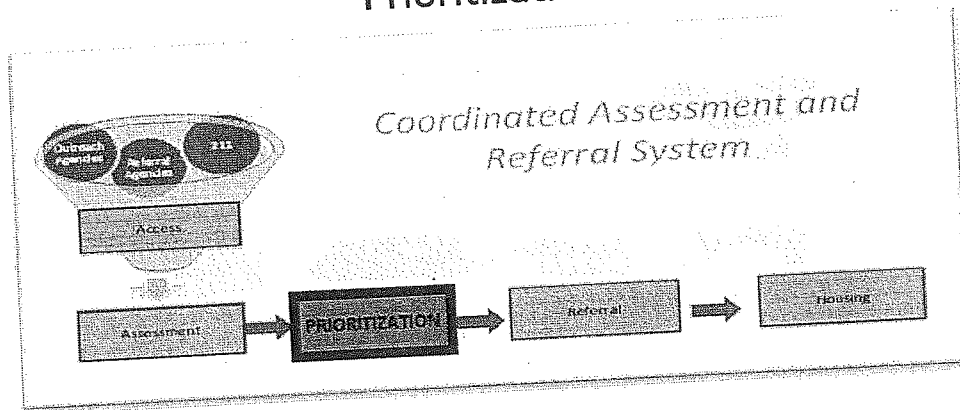 Coordinated Assessment and
Referral System
Outreach
Agencies
Referral
Agencies
211
Access
Assessment
PRIORITIZATION
Referral
Housing